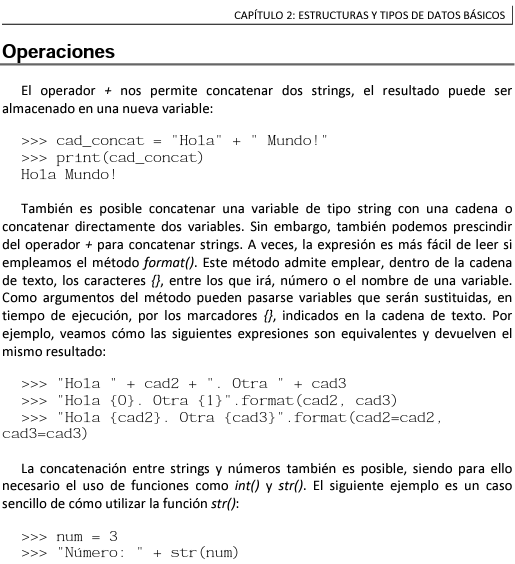 CAPÍTULO 2: ESTRUCTURAS Y TIPOS DE DATOS BÁSICOS
Operaciones
El operador + nos permite concatenar dos strings, el resultado puede ser
almacenado en una nueva variable:
>>> cad_concat = "Hola" + " Mundo!"
>>> print(cad_concat)
Hola Mundo!
También es posible concatenar una variable de tipo string con una cadena o
concatenar directamente dos variables. Sin embargo, también podemos prescindir
del operador + para concatenar strings. A veces, la expresión es más fácil de leer si
empleamos el método format(). Este método admite emplear, dentro de la cadena
de texto, los caracteres {}, entre los que irá, número o el nombre de una variable.
Como argumentos del método pueden pasarse variables que serán sustituidas, en
tiempo de ejecución, por los marcadores {}, indicados en la cadena de texto. Por
ejemplo, veamos cómo las siguientes expresiones son equivalentes y devuelven el
mismo resultado:
>>> "Hola " + cad2 + ". Otra " + cad3
>>> "Hola {0}. Otra {1}".format(cad2, cad3)
>>> "Hola {cad2}. Otra {cad3}".format(cad2=cad2,
cad3=cad3)
La concatenación entre strings y números también es posible, siendo para ello
necesario el uso de funciones como int() y str(). El siguiente ejemplo es un caso
sencillo de cómo utilizar la función str():
>>> num = 3
>>> "Número: " + str(num)